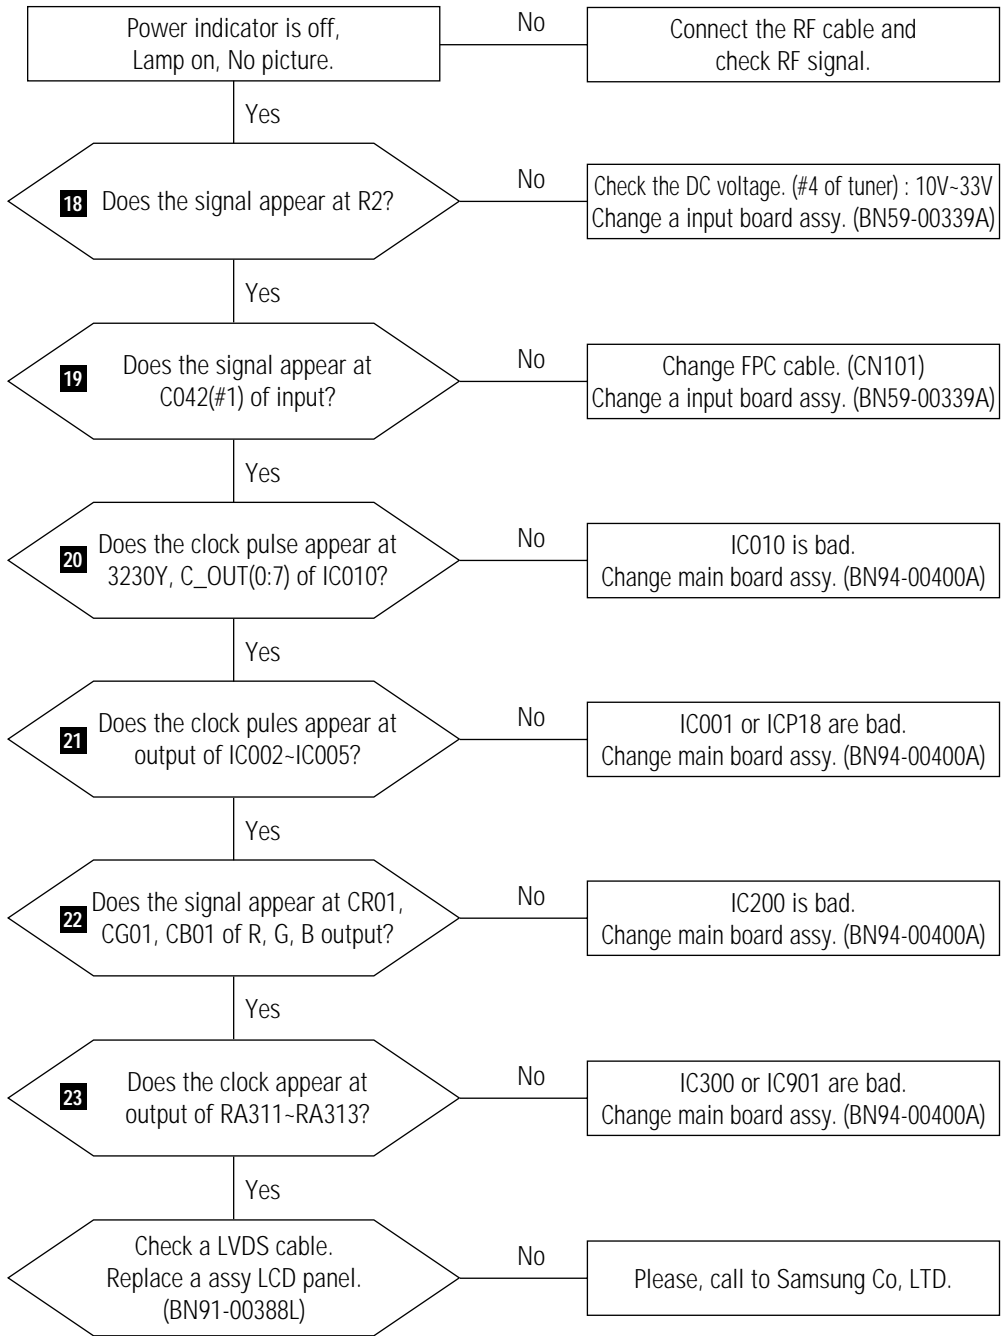 Power indicator is off,
Lamp on, No picture.
No
Connect the RF cable and
check RF signal.
Yes
18 Does the signal appear at R2?
No
Check the DC voltage. (#4 of tuner) : 10V~33V
Change a input board assy. (BN59-00339A)
Yes
19 Does the signal appear at
C042(#1) of input?
No
Change FPC cable. (CN101)
Change a input board assy. (BN59-00339A)
Yes
20 Does the clock pulse appear at
3230Y, C_OUT(0:7) of IC010?
No
IC010 is bad.
Change main board assy. (BN94-00400A)
Yes
21 Does the clock pules appear at
output of IC002~IC005?
No
IC001 or ICP18 are bad.
Change main board assy. (BN94-00400A)
Yes
22 Does the signal appear at CR01,
CG01, CB01 of R, G, B output?
No
IC200 is bad.
Change main board assy. (BN94-00400A)
Yes
23 Does the clock appear at
output of RA311~RA313?
No
IC300 or IC901 are bad.
Change main board assy. (BN94-00400A)
Yes
Check a LVDS cable.
Replace a assy LCD panel.
(BN91-00388L)
No
Please, call to Samsung Co, LTD.